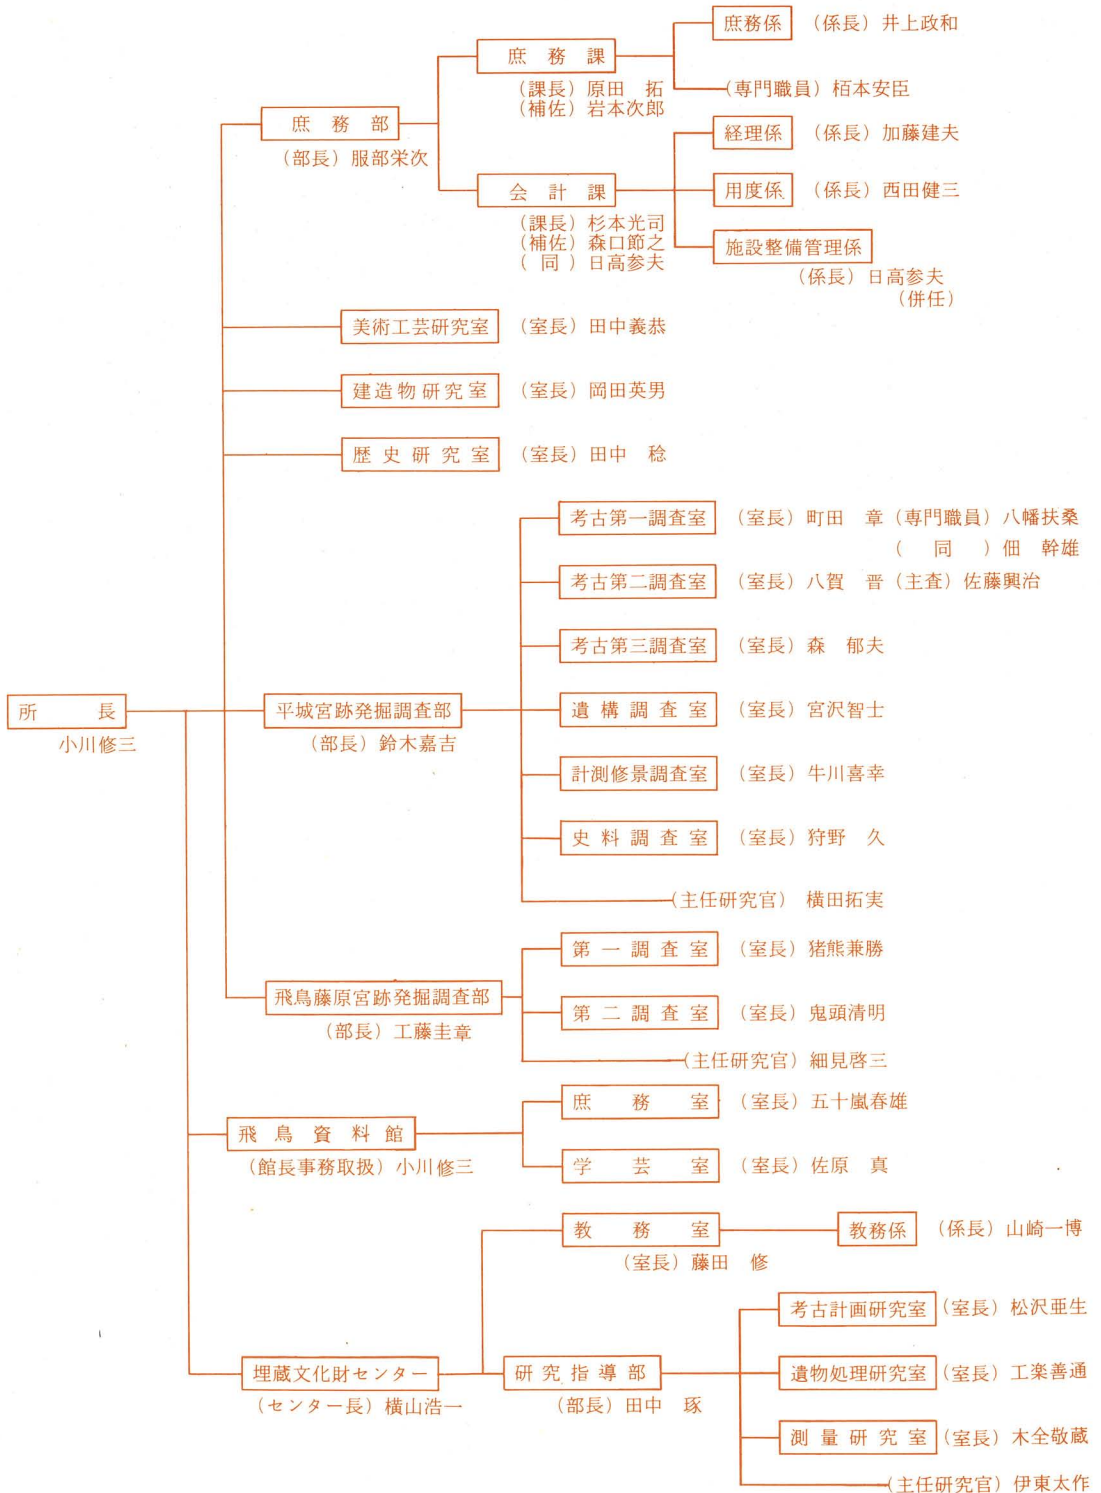 庶務係 (係長) 井上政和
庶務課
(課長) 原田 拓
(補佐) 岩本次郎
(専門職員) 栢本安臣
庶務部
(部長) 服部栄次
経理係 (係長) 加藤建夫
会計課
(課長) 杉本光司
(補佐) 森口節之
( 同 ) 日高参夫
用度係 (係長) 西田健三
施設整備管理係
(係長) 日高参夫
(併任)
美術工芸研究室 (室長) 田中義恭
建造物研究室 (室長) 岡田英男
歴史研究室 (室長) 田中 稔
所長
小川修三
平城宮跡発掘調査部
(部長) 鈴木嘉吉
考古第一調査室 (室長) 町田 章 (専門職員) 八幡扶桑
( 同 ) 佃 幹雄
考古第二調査室 (室長) 八賀 晋 (主査) 佐藤興治
考古第三調査室 (室長) 森 郁夫
遺構調査室 (室長) 宮沢智士
計測修景調査室 (室長) 牛川喜幸
史料調査室 (室長) 狩野 久
(主任研究官) 横田拓実
飛鳥藤原宮跡発掘調査部
(部長) 工藤圭章
第一調査室 (室長) 猪熊兼勝
第二調査室 (室長) 鬼頭清明
(主任研究官) 細見啓三
飛鳥資料館
(館長事務取扱) 小川修三
庶務室 (室長) 五十嵐春雄
学芸室 (室長) 佐原 真
埋蔵文化財センター
(センター長) 横山浩一
教務室
(室長) 藤田 修
教務係 (係長) 山崎一博
研究指導部
(部長) 田中 琢
考古計画研究室 (室長) 松沢亜生
遺物処理研究室 (室長) 工楽善通
測量研究室 (室長) 木全敬蔵
(主任研究官) 伊東太作